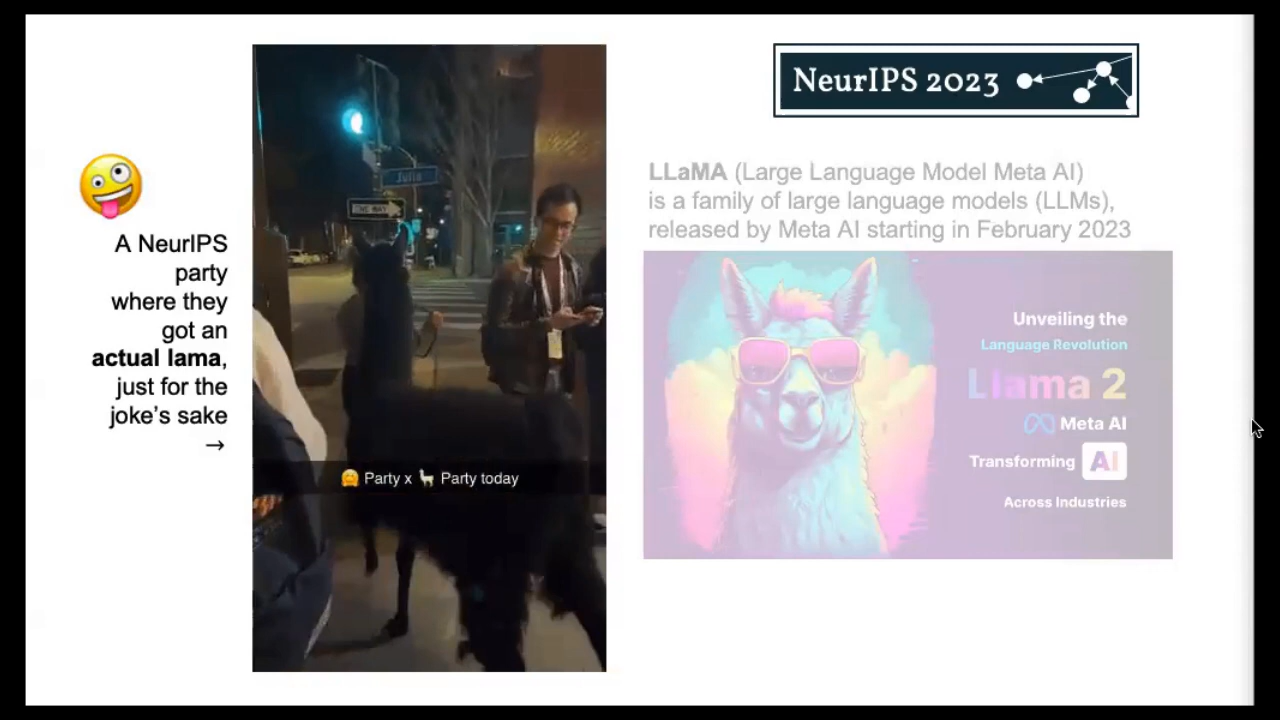 A NeurIPS
party
where they
got an
actual lama,
just for the
joke's sake
→
Julia
ONE WAY
🤗 Party x 🦙 Party today
NeurIPS 2023
LLaMA (Large Language Model Meta AI)
is a family of large language models (LLMs),
released by Meta AI starting in February 2023
Unveiling the
Language Revolution
Llama 2
Meta AI
Transforming AI
Across Industries